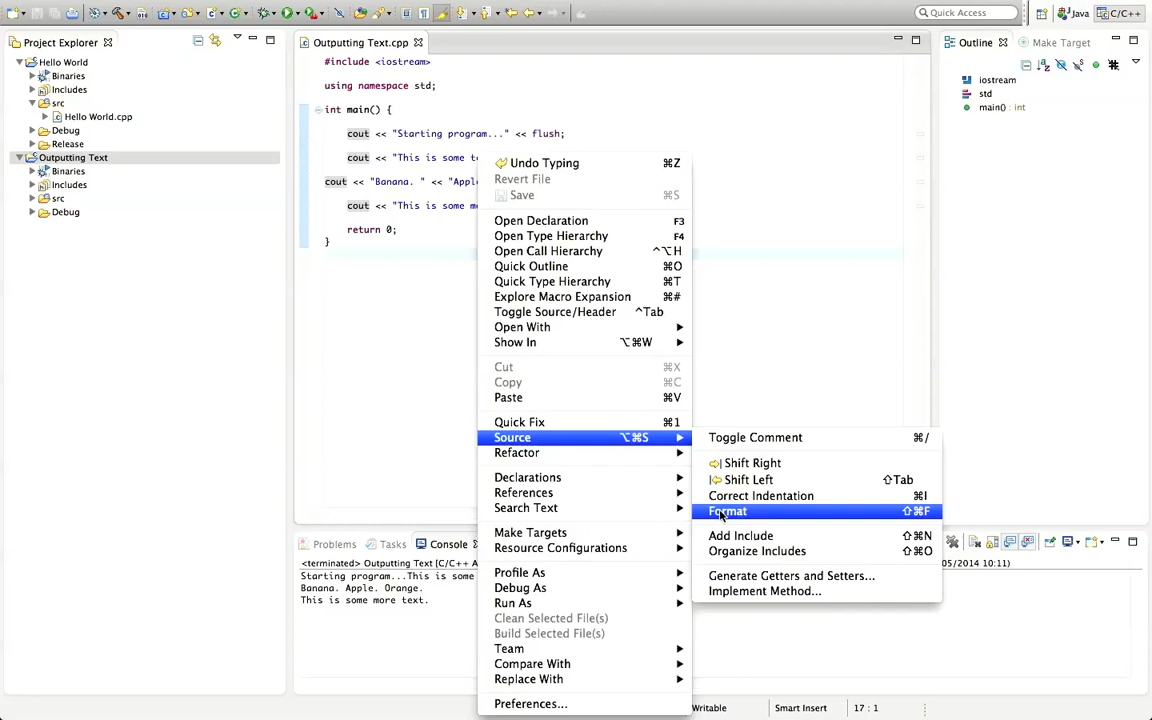 Quick Access
Java
C/C++
Project Explorer
Hello World
Binaries
Includes
src
Hello World.cpp
Debug
Release
Outputting Text
Binaries
Includes
src
Debug
Outputting Text.cpp
#include <iostream>
using namespace std;
int main() {
cout << "Starting program..." << flush;
cout << "This is some t
cout << "Banana. " << "Appl
cout << "This is some m
return 0;
}
Undo Typing ⌘Z
Revert File
Save ⌘S
Open Declaration F3
Open Type Hierarchy F4
Open Call Hierarchy ^⌥H
Quick Outline ⌘O
Quick Type Hierarchy ⌘T
Explore Macro Expansion ⌘#
Toggle Source/Header ^Tab
Open With
Show In ⌥⌘W
Cut ⌘X
Copy ⌘C
Paste ⌘V
Quick Fix ⌘1
Source ⌥⌘S
Refactor
Declarations
References
Search Text
Make Targets
Resource Configurations
Profile As
Debug As
Run As
Clean Selected File(s)
Build Selected File(s)
Team
Compare With
Replace With
Preferences...
Toggle Comment ⌘/
Shift Right
Shift Left ⇧Tab
Correct Indentation ⌘I
Format ⇧⌘F
Add Include ⇧⌘N
Organize Includes ⇧⌘O
Generate Getters and Setters...
Implement Method...
Outline
Make Target
iostream
std
main() : int
Problems
Tasks
Console
<terminated> Outputting Text [C/C++ A
05/2014 10:11)
Starting program...This is some
Banana. Apple. Orange.
This is some more text.
Writable
Smart Insert
17 : 1